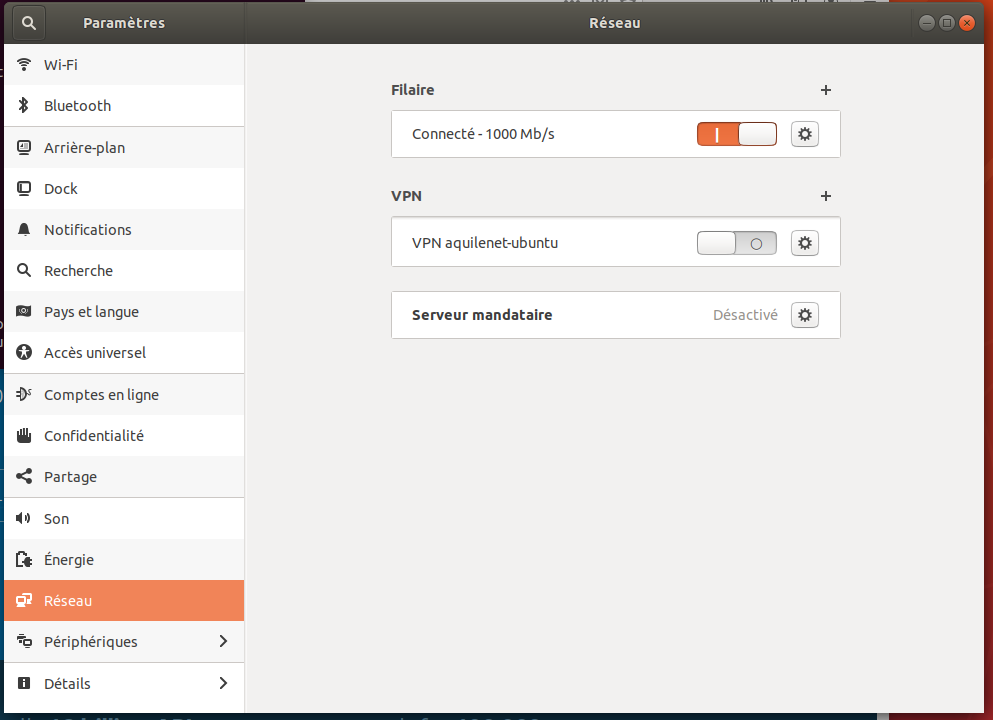 Paramètres
Réseau
Wi-Fi
Bluetooth
Arrière-plan
Dock
Notifications
Recherche
Pays et langue
Accès universel
Comptes en ligne
Confidentialité
Partage
Son
Énergie
Réseau
Périphériques
Détails
Filaire
Connecté - 1000 Mb/s
VPN
VPN aquilenet-ubuntu
Serveur mandataire Désactivé